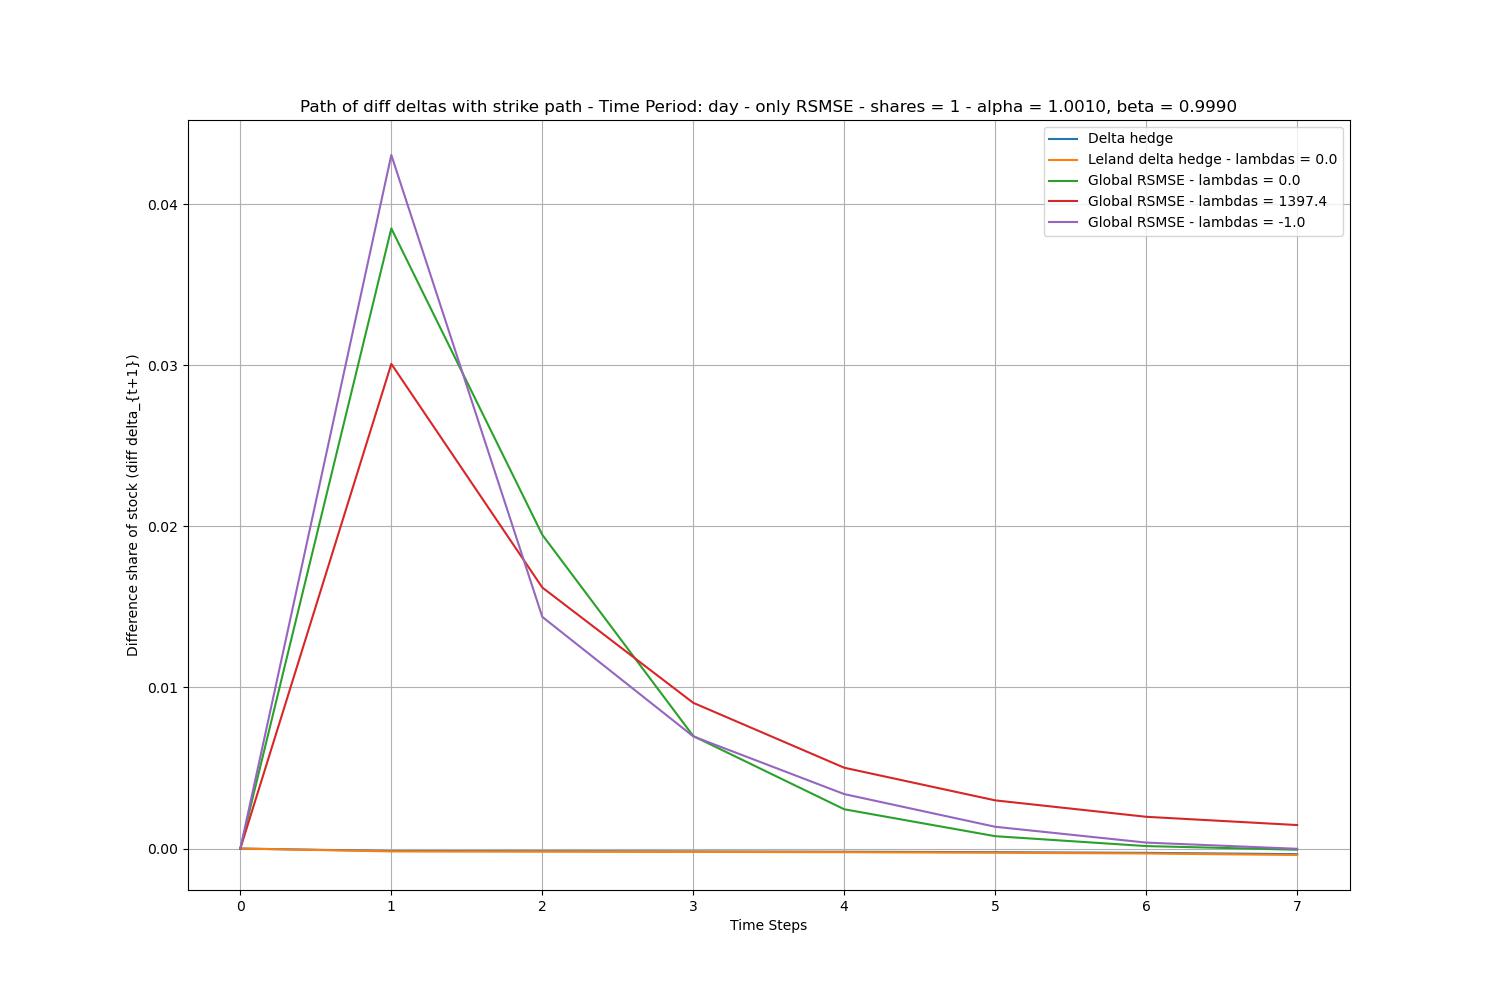 Path of diff deltas with strike path - Time Period: day - only RSMSE - shares = 1 - alpha = 1.0010, beta = 0.9990
Delta hedge
Leland delta hedge - lambdas = 0.0
Global RSMSE - lambdas = 0.0
Global RSMSE - lambdas = 1397.4
Global RSMSE - lambdas = -1.0
Difference share of stock (diff delta_{t+1})
0.04
0.03
0.02
0.01
0.00
0 1 2 3 4 5 6 7
Time Steps